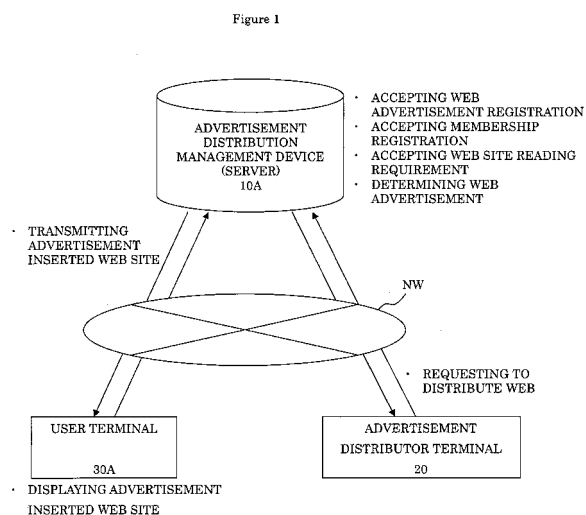 Figure 1
ADVERTISEMENT
DISTRIBUTION
MANAGEMENT DEVICE
(SERVER)
10A
・ ACCEPTING WEB
ADVERTISEMENT REGISTRATION
・ ACCEPTING MEMBERSHIP
REGISTRATION
・ ACCEPTING WEB SITE READING
REQUIREMENT
・ DETERMINING WEB
ADVERTISEMENT
・ TRANSMITTING
ADVERTISEMENT
INSERTED WEB SITE
NW
・ REQUESTING TO
DISTRIBUTE WEB
USER TERMINAL
30A
ADVERTISEMENT
DISTRIBUTOR TERMINAL
20
・ DISPLAYING ADVERTISEMENT
INSERTED WEB SITE